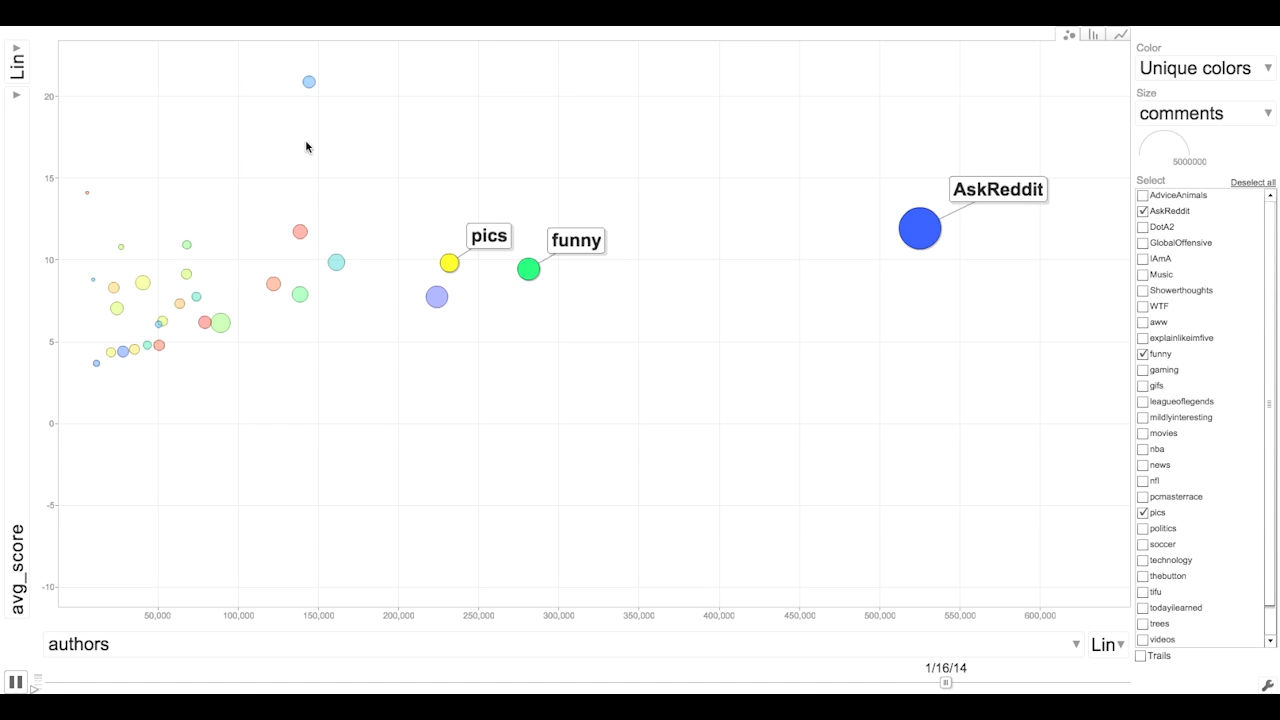 Lin
avg_score
20
15
10
5
0
-5
-10
AskReddit
pics
funny
50,000
100,000
150,000
200,000
250,000
300,000
350,000
400,000
450,000
500,000
550,000
600,000
authors
Lin
1/16/14
Color
Unique colors
Size
comments
5000000
Select
Deselect all
AdviceAnimals
AskReddit
DotA2
GlobalOffensive
IAmA
Music
Showerthoughts
WTF
aww
explainlikeimfive
funny
gaming
gifs
leagueoflegends
mildlyinteresting
movies
nba
news
nfl
pcmasterrace
pics
politics
soccer
technology
thebutton
tifu
todayilearned
trees
videos
Trails